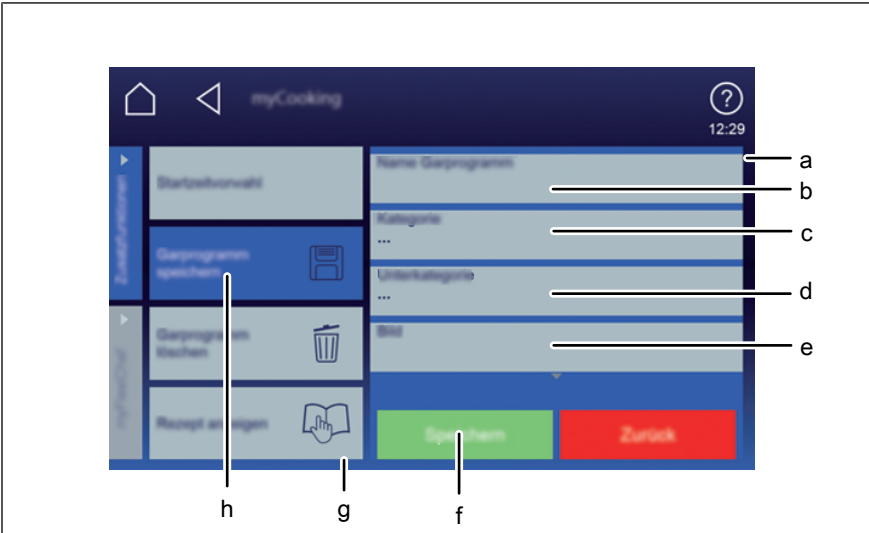 myCooking
12:29
Zusatzfunktionen
Startzeitvorwahl
Garprogramm
speichern
Garprogramm
löschen
Rezept anzeigen
Name Garprogramm
Kategorie
...
Unterkategorie
...
Bild
Speichern
Zurück
a
b
c
d
e
f
g
h